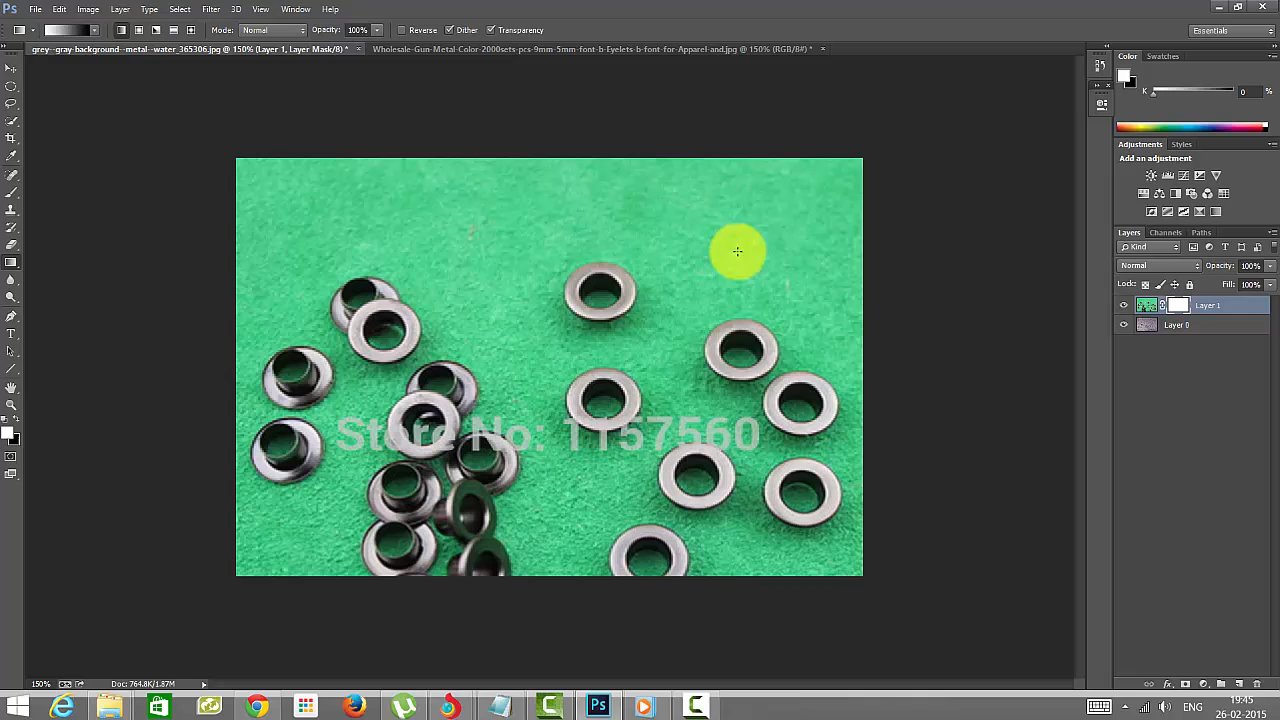 Ps File Edit Image Layer Type Select Filter 3D View Window Help
Mode: Normal Opacity: 100% Reverse Dither Transparency Essentials
grey--gray-background--metal--water_365306.jpg @ 150% (Layer 1, Layer Mask/8) * × Wholesale-Gun-Metal-Color-2000sets-pcs-9mm-5mm-font-b-Eyelets-b-font-for-Apparel-and.jpg @ 150% (RGB/8#) * ×
Color Swatches
K 0 %
Adjustments Styles
Add an adjustment
Layers Channels Paths
Kind
Normal Opacity: 100%
Lock: Fill: 100%
Layer 1
Layer 0
Store No: 1157560
150% Doc: 764.8K/1.87M
Ps
ENG
19:45
26-02-2015